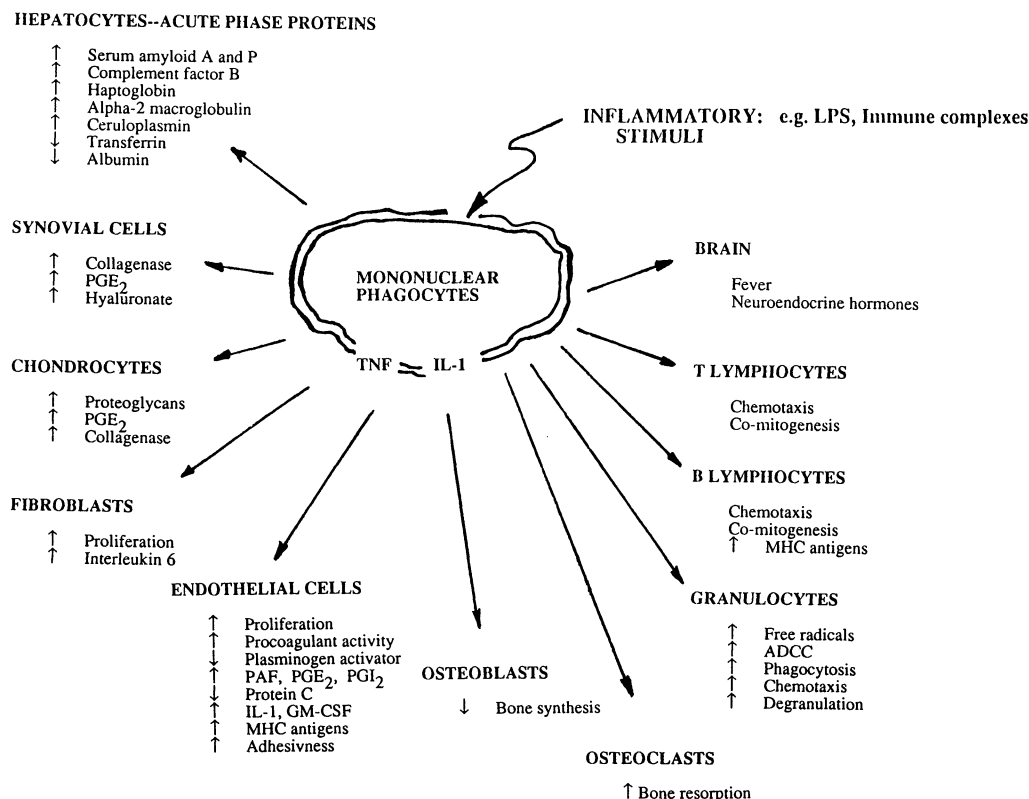 HEPATOCYTES--ACUTE PHASE PROTEINS
↑ Serum amyloid A and P
↑ Complement factor B
↑ Haptoglobin
↑ Alpha-2 macroglobulin
↑ Ceruloplasmin
↓ Transferrin
↓ Albumin
INFLAMMATORY: e.g. LPS, Immune complexes
STIMULI
SYNOVIAL CELLS
↑ Collagenase
↑ PGE2
↑ Hyaluronate
MONONUCLEAR
PHAGOCYTES
TNF IL-1
BRAIN
Fever
Neuroendocrine hormones
CHONDROCYTES
↑ Proteoglycans
↑ PGE2
↑ Collagenase
T LYMPHOCYTES
Chemotaxis
Co-mitogenesis
FIBROBLASTS
↑ Proliferation
↑ Interleukin 6
B LYMPHOCYTES
Chemotaxis
Co-mitogenesis
↑ MHC antigens
ENDOTHELIAL CELLS
↑ Proliferation
↑ Procoagulant activity
↓ Plasminogen activator
↑ PAF, PGE2, PGI2
↓ Protein C
↑ IL-1, GM-CSF
↑ MHC antigens
↑ Adhesivness
OSTEOBLASTS
↓ Bone synthesis
GRANULOCYTES
↑ Free radicals
↑ ADCC
↑ Phagocytosis
↑ Chemotaxis
↑ Degranulation
OSTEOCLASTS
↑ Bone resorption